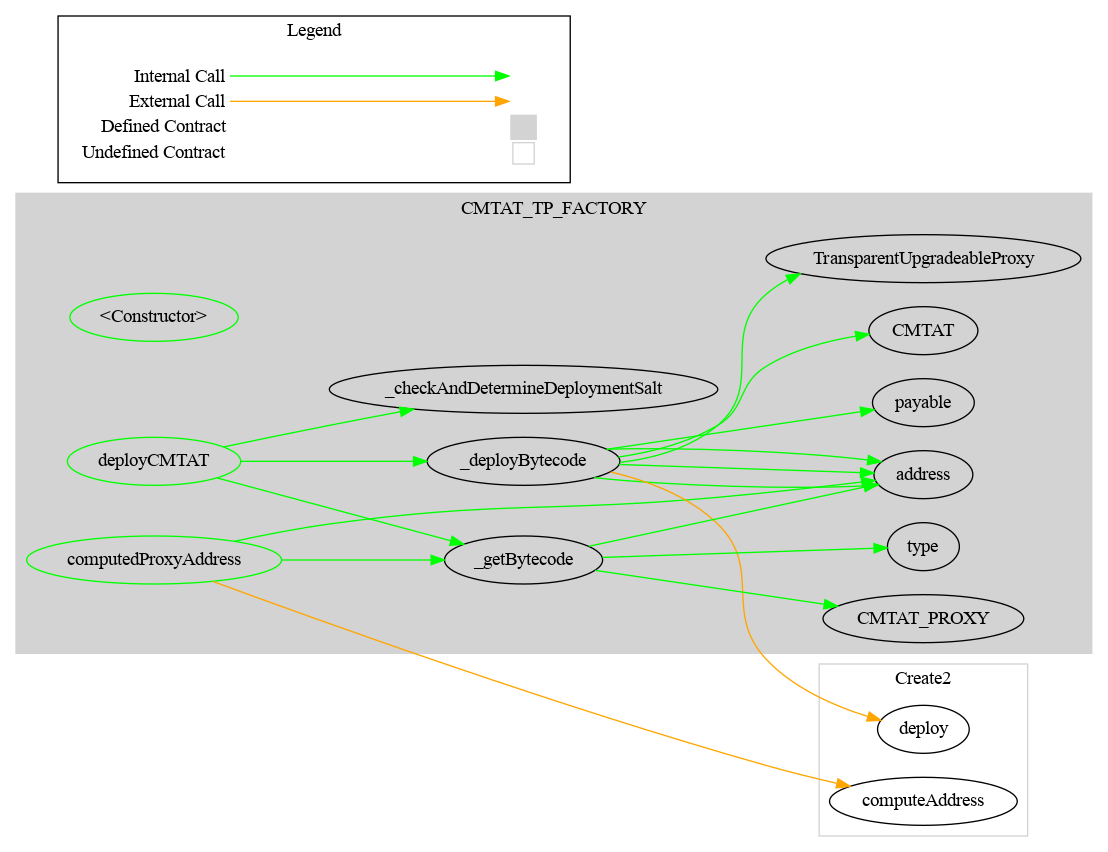 Legend
Internal Call
External Call
Defined Contract
Undefined Contract
CMTAT_TP_FACTORY
TransparentUpgradeableProxy
<Constructor>
CMTAT
_checkAndDetermineDeploymentSalt
payable
deployCMTAT
_deployBytecode
address
type
computedProxyAddress
_getBytecode
CMTAT_PROXY
Create2
deploy
computeAddress